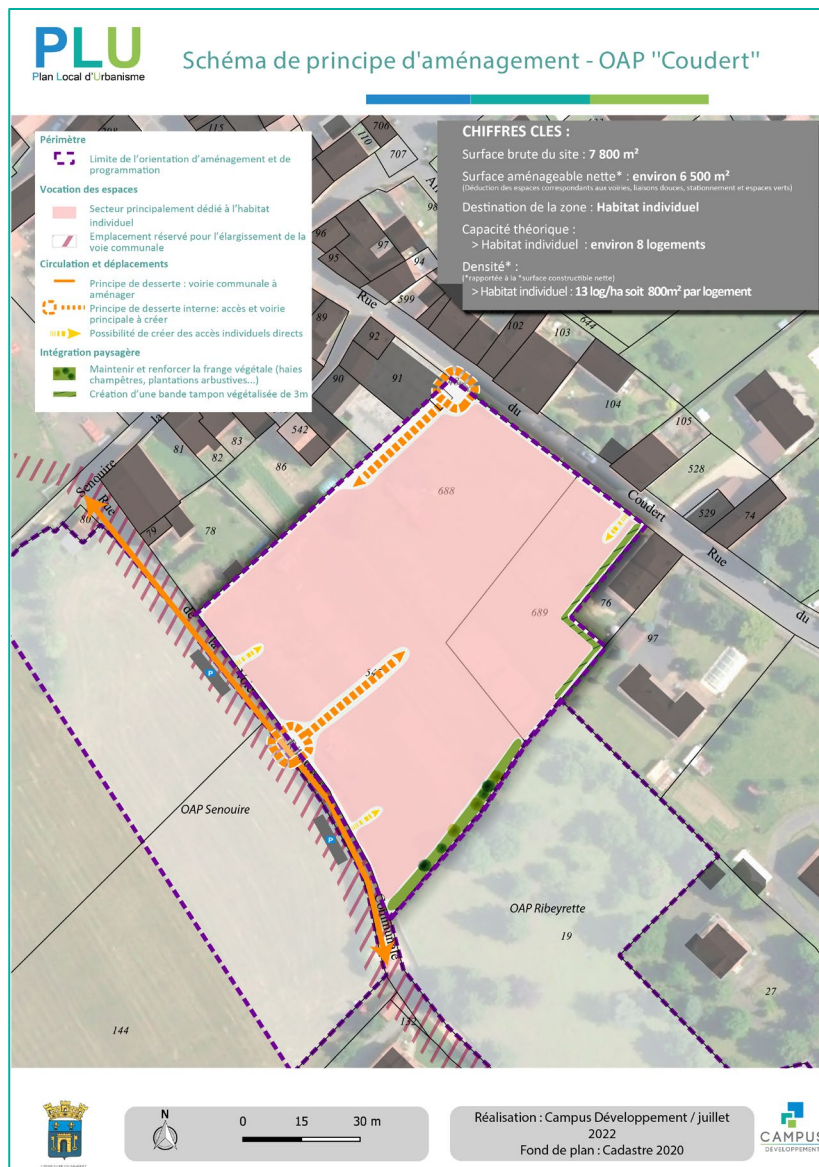 PLU
Plan Local d'Urbanisme
Schéma de principe d'aménagement - OAP "Coudert"
Périmètre
Limite de l'orientation d'aménagement et de
programmation
Vocation des espaces
Secteur principalement dédié à l'habitat
individuel
Emplacement réservé pour l'élargissement de la
voie communale
Circulation et déplacements
Principe de desserte : voirie communale à
aménager
Principe de desserte interne: accès et voirie
principale à créer
Possibilité de créer des accès individuels directs
Intégration paysagère
Maintenir et renforcer la frange végétale (haies
champêtres, plantations arbustives...)
Création d'une bande tampon végétalisée de 3m
CHIFFRES CLES :
Surface brute du site : 7 800 m²
Surface aménageable nette* : environ 6 500 m²
(Déduction des espaces correspondants aux voiries, liaisons douces, stationnement et espaces verts)
Destination de la zone : Habitat individuel
Capacité théorique :
> Habitat individuel : environ 8 logements
Densité* :
(*rapportée à la *surface constructible nette)
> Habitat individuel : 13 log/ha soit 800m² par logement
115
706
110
707
98
96
97
95
94
Rue
599
89
92
102
103
644
90
91
du
104
105
542
83
82
81
86
528
Coudert
688
529
74
Rue
du
Senouire
la
Rue
80
79
78
76
689
97
de
la
P
OAP Senouire
P
Communale
OAP Ribeyrette
19
27
144
132
N
0 15 30 m
Réalisation : Campus Développement / juillet
2022
Fond de plan : Cadastre 2020
CAMPUS
DÉVELOPPEMENT